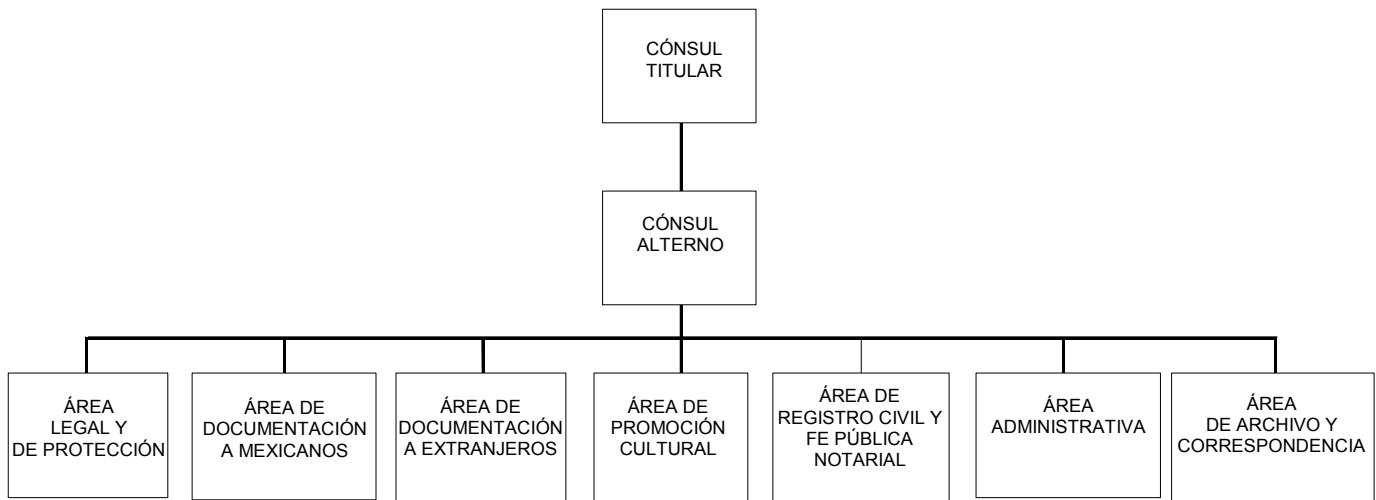 CÓNSUL
TITULAR
CÓNSUL
ALTERNO
ÁREA
LEGAL Y
DE PROTECCIÓN
ÁREA DE
DOCUMENTACIÓN
A MEXICANOS
ÁREA DE
DOCUMENTACIÓN
A EXTRANJEROS
ÁREA DE
PROMOCIÓN
CULTURAL
ÁREA DE
REGISTRO CIVIL Y
FE PÚBLICA
NOTARIAL
ÁREA
ADMINISTRATIVA
ÁREA
DE ARCHIVO Y
CORRESPONDENCIA